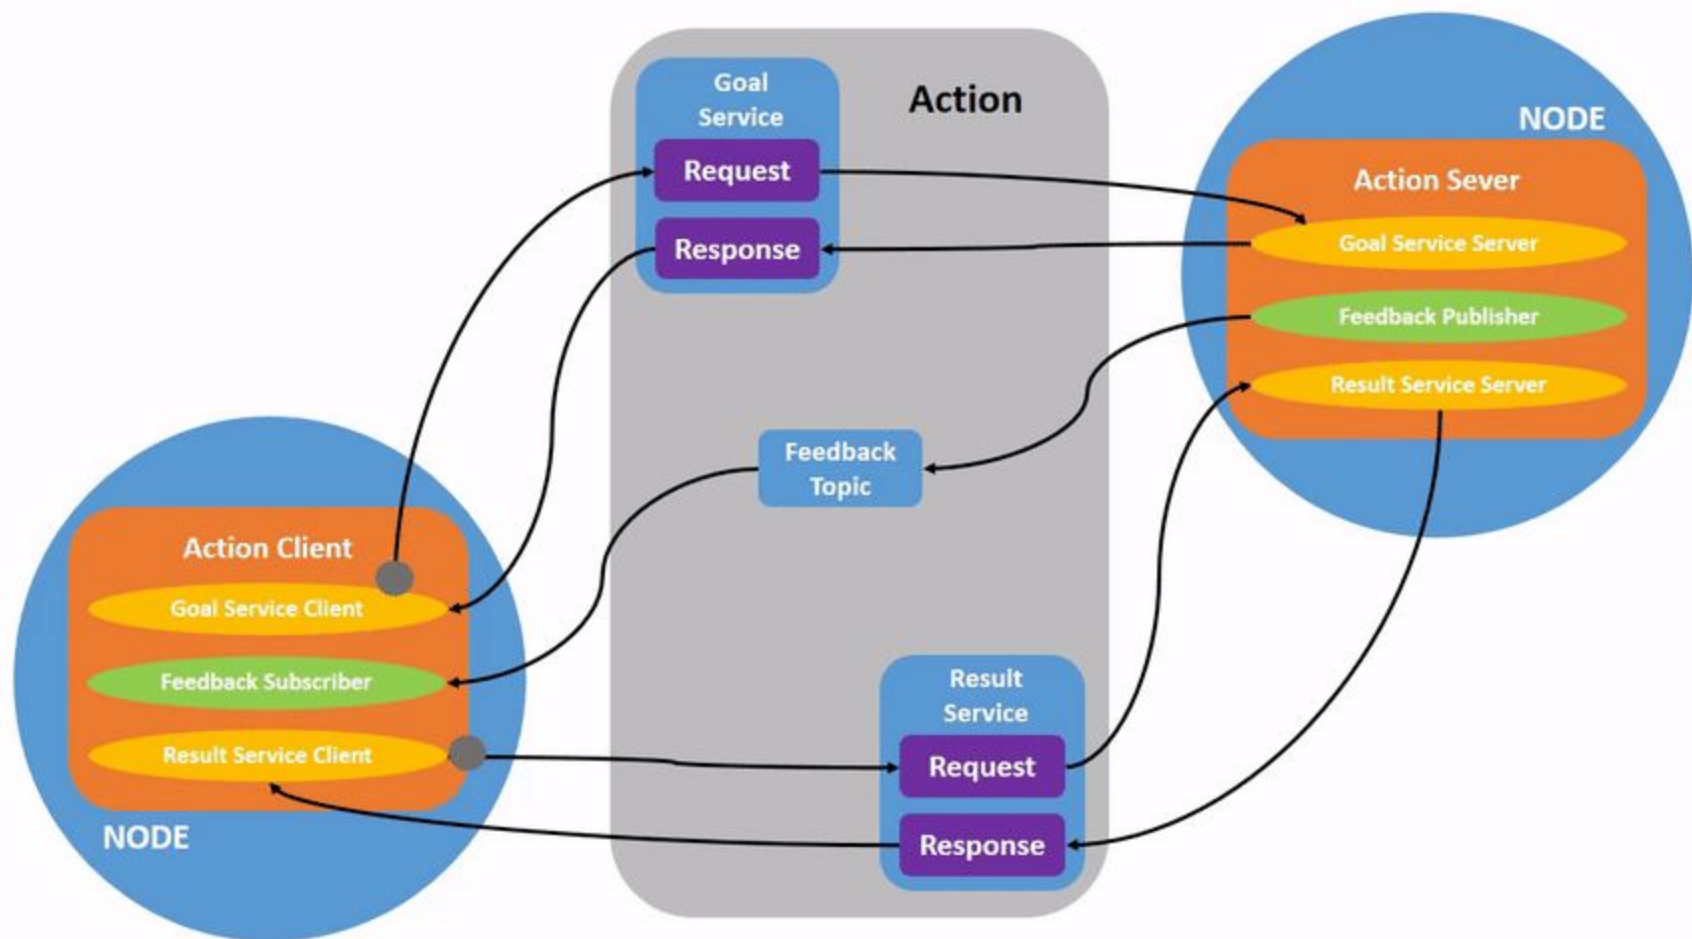 Goal
Service
Request
Response
Action
NODE
Action Sever
Goal Service Server
Feedback Publisher
Result Service Server
Feedback
Topic
Action Client
Goal Service Client
Feedback Subscriber
Result Service Client
NODE
Result
Service
Request
Response